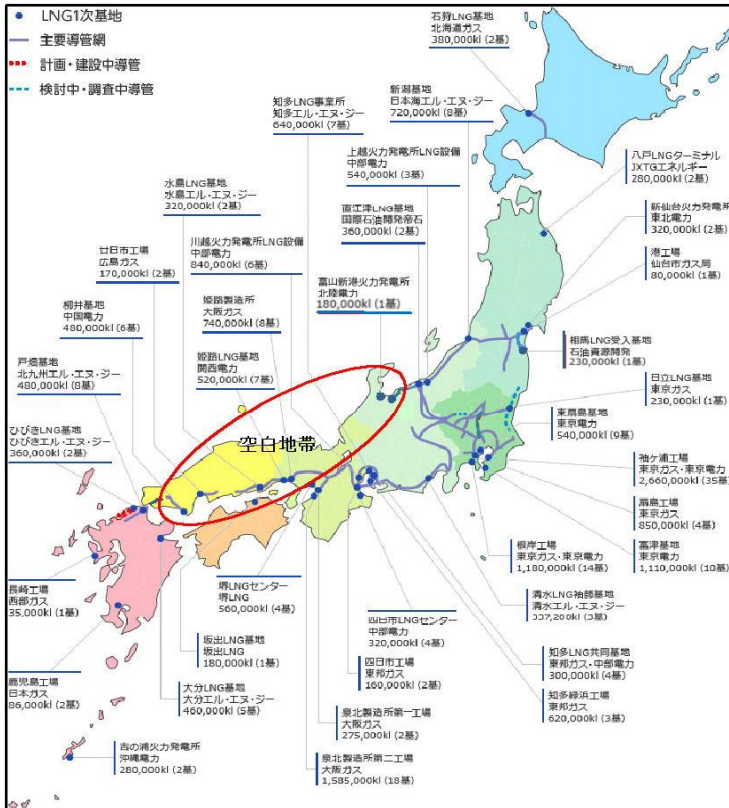 LNG1次基地
主要導管網
計画・建設中導管
検討中・調査中導管
石狩LNG基地
北海道ガス
380,000kl (2基)
新潟基地
日本海エル・エヌ・ジー
720,000kl (8基)
知多LNG事業所
知多エル・エヌ・ジー
640,000kl (7基)
上越火力発電所LNG設備
中部電力
540,000kl (3基)
八戸LNGターミナル
JXTGエネルギー
280,000kl (2基)
水島LNG基地
水島エル・エヌ・ジー
320,000kl (2基)
直江津LNG基地
国際石油開発帝石
360,000kl (2基)
新仙台火力発電所
東北電力
320,000kl (2基)
廿日市工場
広島ガス
170,000kl (2基)
川越火力発電所LNG設備
中部電力
840,000kl (6基)
港工場
仙台市ガス局
80,000kl (1基)
富山新港火力発電所
北陸電力
180,000kl (1基)
柳井基地
中国電力
480,000kl (6基)
姫路製造所
大阪ガス
740,000kl (8基)
相馬LNG受入基地
石油資源開発
230,000kl (1基)
戸畑基地
北九州エル・エヌ・ジー
480,000kl (8基)
姫路LNG基地
関西電力
520,000kl (7基)
日立LNG基地
東京ガス
230,000kl (1基)
東扇島基地
東京電力
540,000kl (9基)
ひびきLNG基地
ひびきエル・エヌ・ジー
360,000kl (2基)
空白地帯
袖ケ浦工場
東京ガス・東京電力
2,660,000kl (35基)
扇島工場
東京ガス
850,000kl (4基)
根岸工場
東京ガス・東京電力
1,180,000kl (14基)
富津基地
東京電力
1,110,000kl (10基)
長崎工場
西部ガス
35,000kl (1基)
堺LNGセンター
堺LNG
560,000kl (4基)
清水LNG袖師基地
清水エル・エヌ・ジー
337,200kl (3基)
四日市LNGセンター
中部電力
320,000kl (4基)
坂出LNG基地
坂出LNG
180,000kl (1基)
知多LNG共同基地
東邦ガス・中部電力
300,000kl (4基)
四日市工場
東邦ガス
160,000kl (2基)
鹿児島工場
日本ガス
86,000kl (2基)
大分LNG基地
大分エル・エヌ・ジー
460,000kl (5基)
知多緑浜工場
東邦ガス
620,000kl (3基)
泉北製造所第一工場
大阪ガス
275,000kl (2基)
吉の浦火力発電所
沖縄電力
280,000kl (2基)
泉北製造所第二工場
大阪ガス
1,585,000kl (18基)